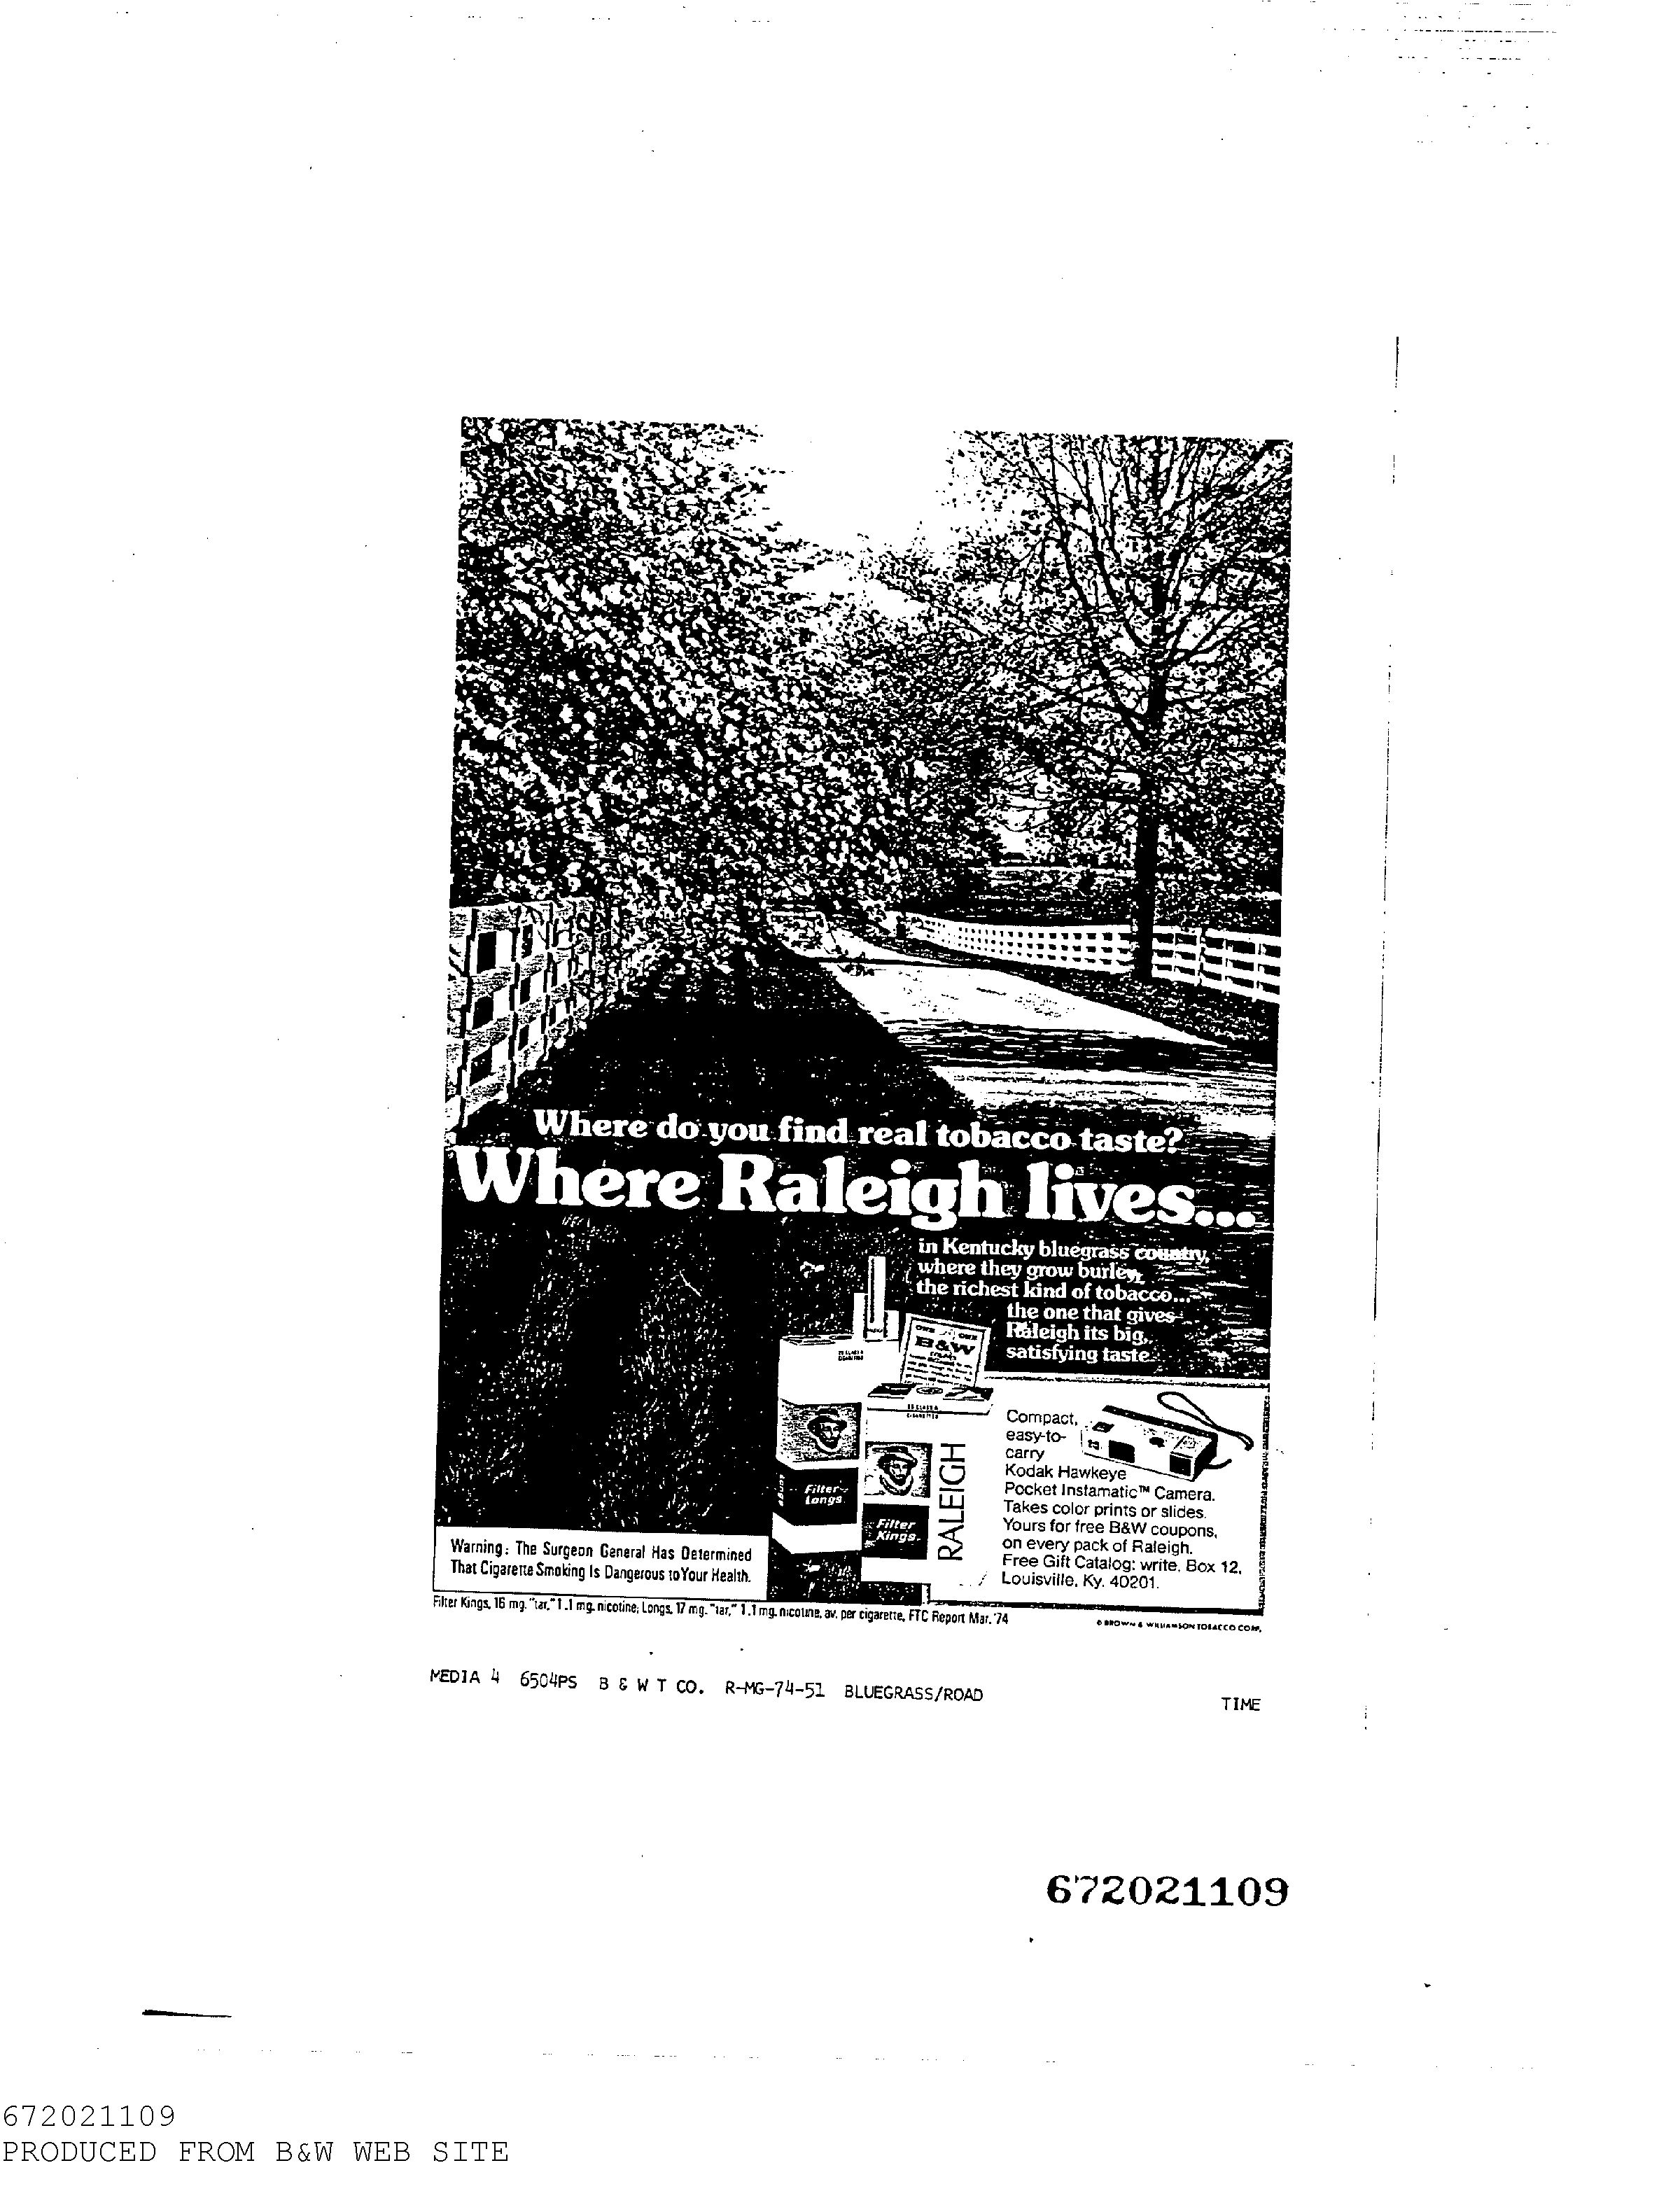 Where do you find real tobacco taste?
Where Raleigh lives...
in Kentucky bluegrass country,
where they grow burley,
the richest kind of tobacco...
the one that gives
Raleigh its big,
satisfying taste.
B&W
Filter
Longs
Filter
Kings
RALEIGH
Compact,
easy-to-
carry
Kodak Hawkeye
Pocket Instamatic™ Camera.
Takes color prints or slides.
Yours for free B&W coupons,
on every pack of Raleigh.
Free Gift Catalog: write, Box 12,
Louisville, Ky. 40201.
Warning: The Surgeon General Has Determined
That Cigarette Smoking Is Dangerous to Your Health.
Filter Kings, 16 mg. "tar," 1.1 mg. nicotine; Longs, 17 mg. "tar," 1.1 mg. nicotine, av. per cigarette, FTC Report Mar. '74
© BROWN & WILLIAMSON TOBACCO CORP.
MEDIA 4 6504PS B & W T CO. R-MG-74-51 BLUEGRASS/ROAD
TIME
672021109
672021109
PRODUCED FROM B&W WEB SITE